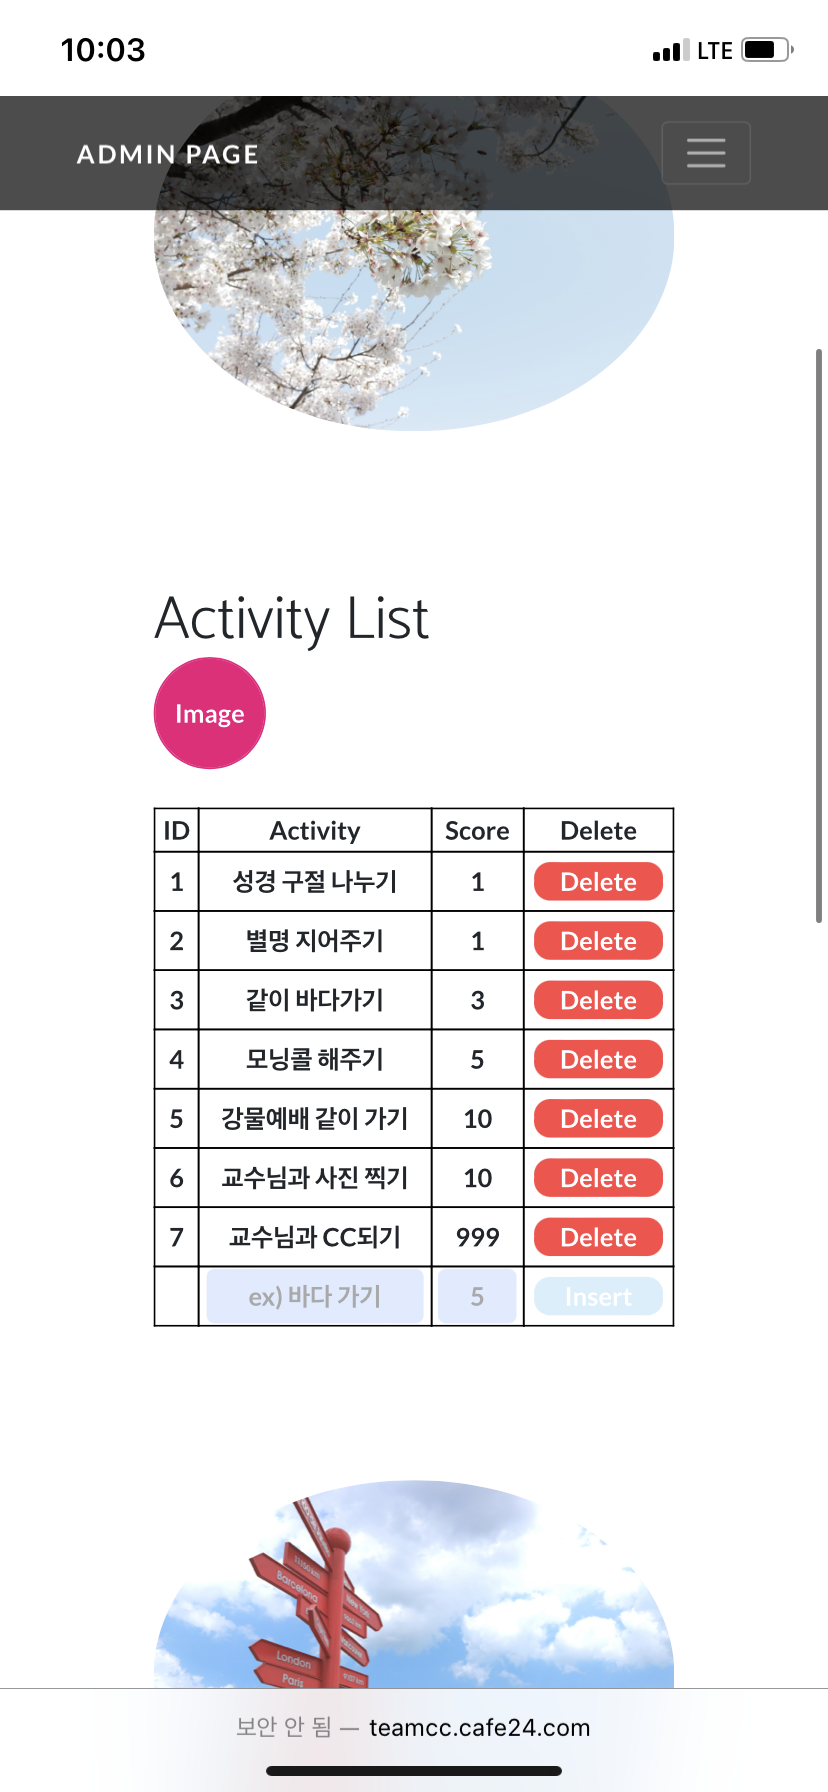 10:03
LTE
ADMIN PAGE
Activity List
Image
ID Activity Score Delete
1 성경 구절 나누기 1 Delete
2 별명 지어주기 1 Delete
3 같이 바다가기 3 Delete
4 모닝콜 해주기 5 Delete
5 강물예배 같이 가기 10 Delete
6 교수님과 사진 찍기 10 Delete
7 교수님과 CC되기 999 Delete
ex) 바다 가기 5 Insert
Barcelona
New York
London
Paris
보안 안 됨 — teamcc.cafe24.com